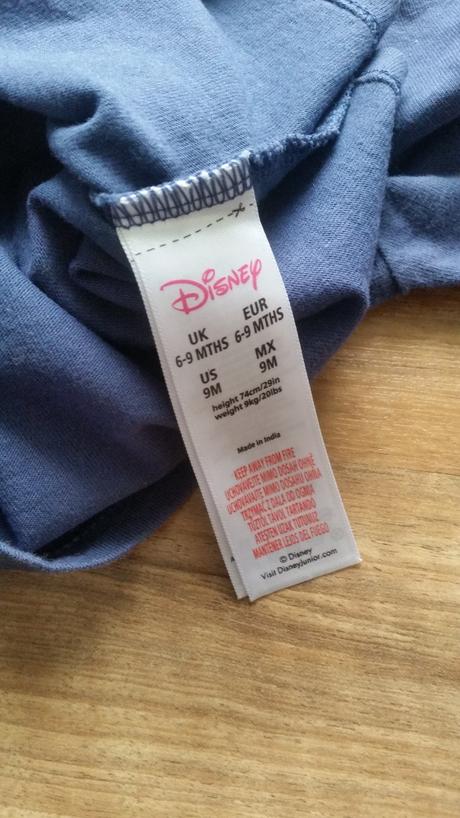 DISNEY
UK EUR
6-9 MTHS 6-9 MTHS
US MX
9M 9M
height 74cm/29in
weight 9kg/20lbs
Made in India
KEEP AWAY FROM FIRE
UCHOVÁVEJTE MIMO DOSAH OHNĚ
UCHOVÁVAJTE MIMO DOSAHU OHŇA
TRZYMAĆ Z DALA OD OGNIA
TŰZTŐL TÁVOL TARTANDÓ
ATEŞTEN UZAK TUTUNUZ
MANTENER LEJOS DEL FUEGO
© Disney
Visit DisneyJunior.com